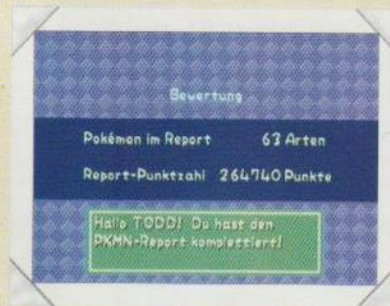 Bewertung
Pokémon im Report 63 Arten
Report-Punktzahl 264740 Punkte
Hallo TODD! Du hast den
PKMN-Report komplettiert!